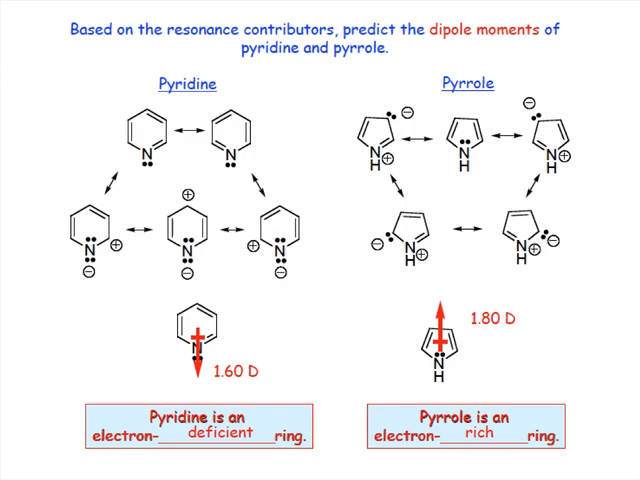 Based on the resonance contributors, predict the dipole moments of
pyridine and pyrrole.
Pyridine
Pyrrole
N
N
N
H
N
H
N
H
N
N
N
N
H
N
H
N
1.60 D
N
H
1.80 D
Pyridine is an
electron-deficient ring.
Pyrrole is an
electron-rich ring.